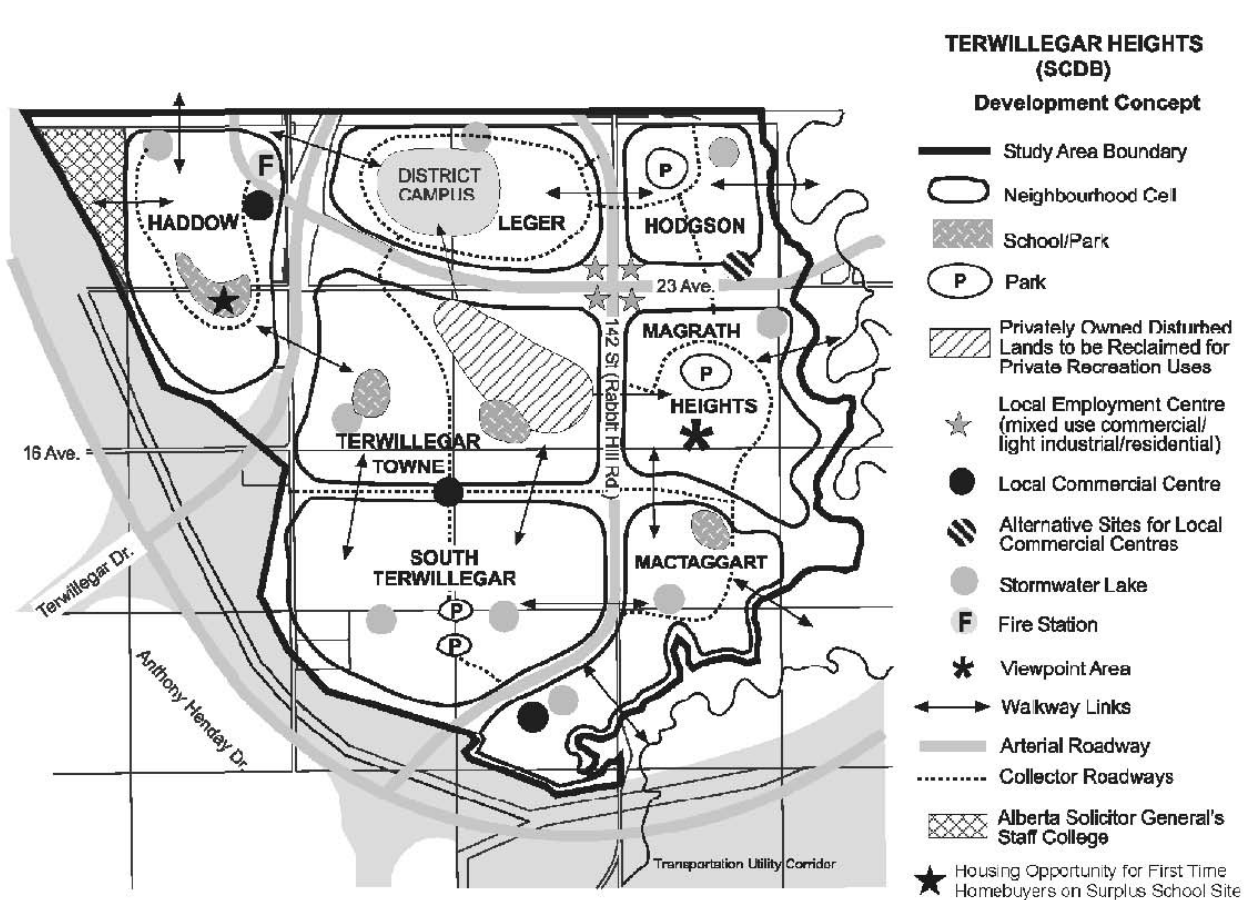 TERWILLEGAR HEIGHTS
(SCDB)
Development Concept
Study Area Boundary
Neighbourhood Cell
School/Park
P
Park
Privately Owned Disturbed
Lands to be Reclaimed for
Private Recreation Uses
Local Employment Centre
(mixed use commercial/
light industrial/residential)
Local Commercial Centre
Alternative Sites for Local
Commercial Centres
Stormwater Lake
F
Fire Station
Viewpoint Area
Walkway Links
Arterial Roadway
Collector Roadways
Alberta Solicitor General's
Staff College
Housing Opportunity for First Time
Homebuyers on Surplus School Site
F
HADDOW
DISTRICT
CAMPUS
LEGER
P
HODGSON
23 Ave.
142 St (Rabbit Hill Rd.)
MAGRATH
P
HEIGHTS
TERWILLEGAR
TOWNE
16 Ave.
SOUTH
TERWILLEGAR
P
P
MACTAGGART
Terwillegar Dr.
Anthony Henday Dr.
Transportation Utility Corridor